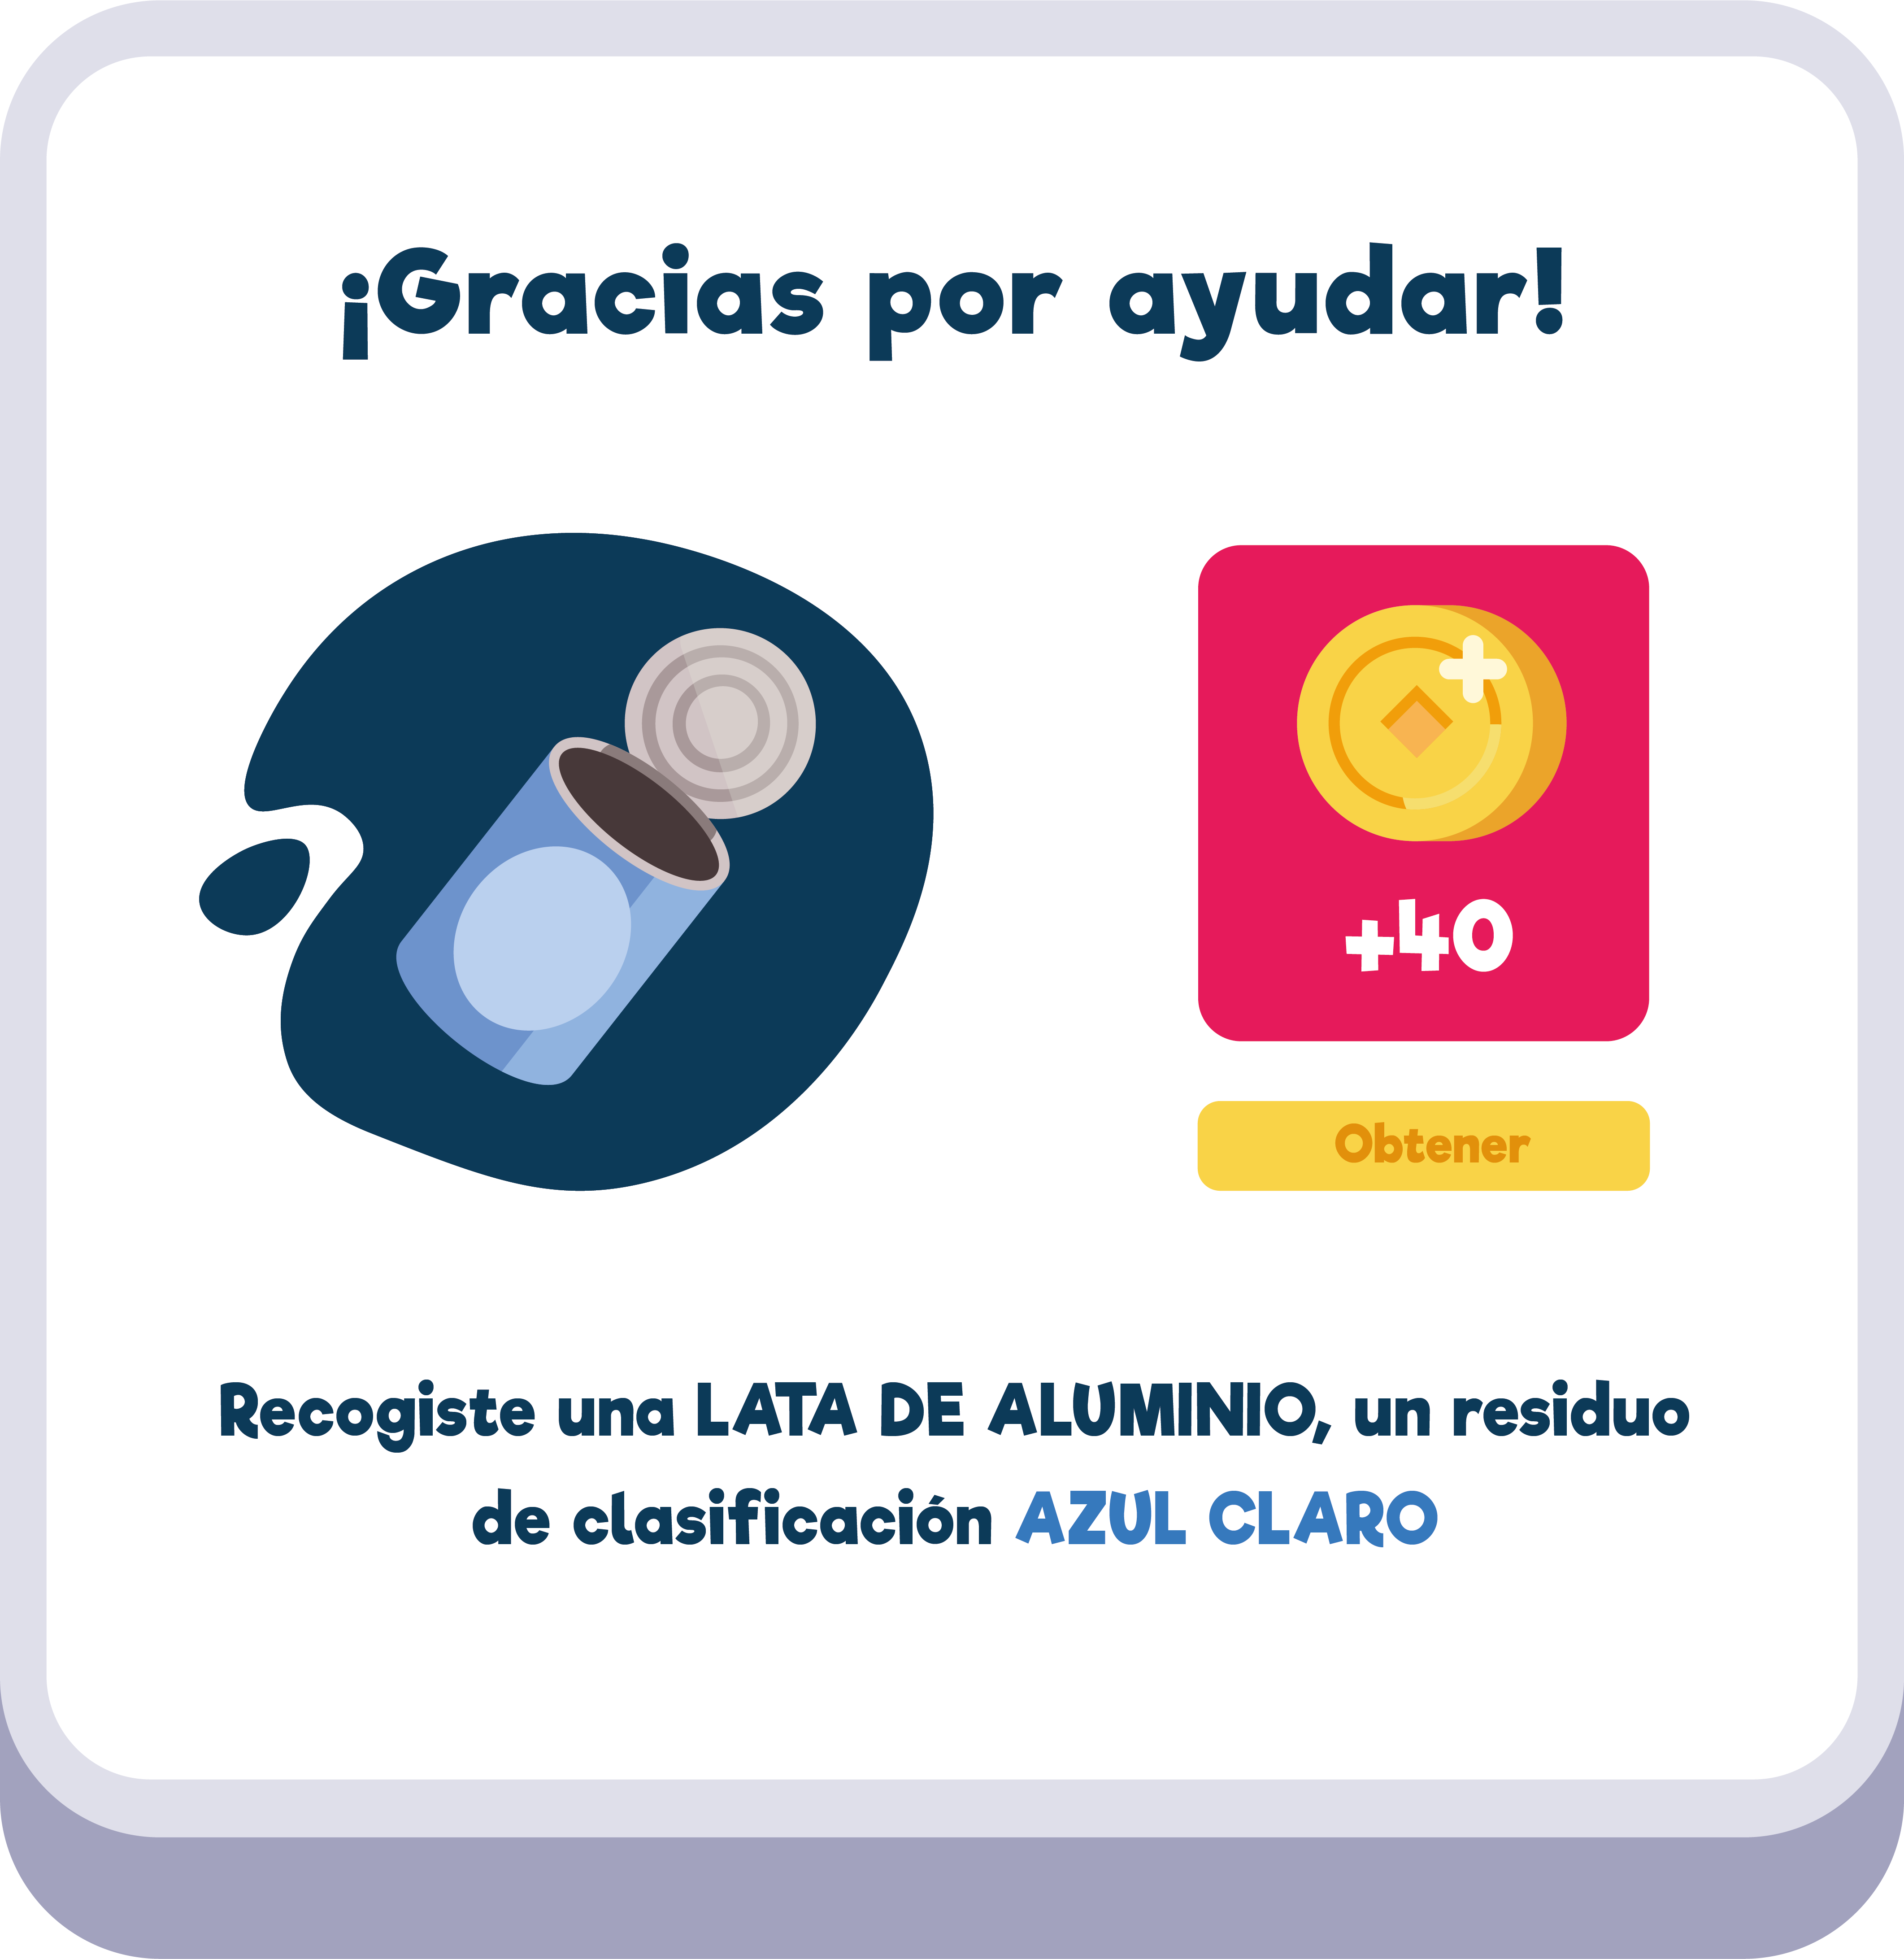 ¡Gracias por ayudar!
+40
Obtener
Recogiste una LATA DE ALUMINIO, un residuo
de clasificación AZUL CLARO